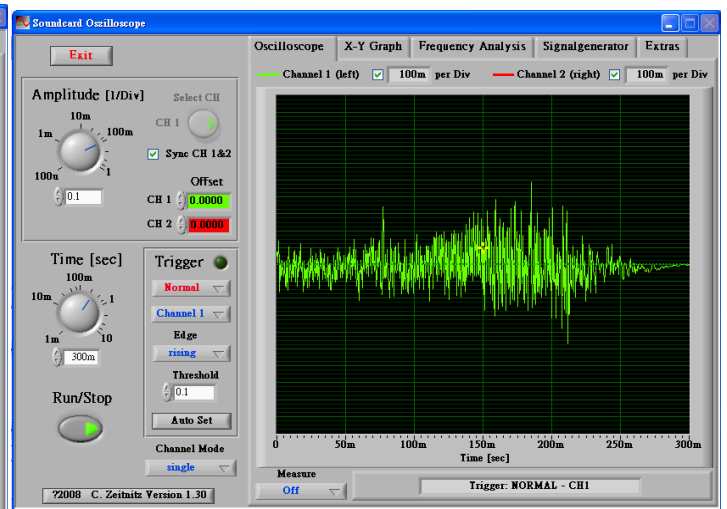 Soundcard Oszilloscope
Exit
Amplitude [1/Div]
Select CH
10m
1m
100m
CH 1
Sync CH 1&2
100u
1
0.1
Offset
CH 1 0.0000
CH 2 0.0000
Time [sec]
100m
10m
1
1m
10
300m
Trigger
Normal
Channel 1
Edge
rising
Threshold
0.1
Auto Set
Run/Stop
Channel Mode
single
?2008 C. Zeitnitz Version 1.30
Oscilloscope X-Y Graph Frequency Analysis Signalgenerator Extras
Channel 1 (left) 100m per Div Channel 2 (right) 100m per Div
0 50m 100m 150m 200m 250m 300m
Time [sec]
Measure
Off
Trigger: NORMAL - CH1